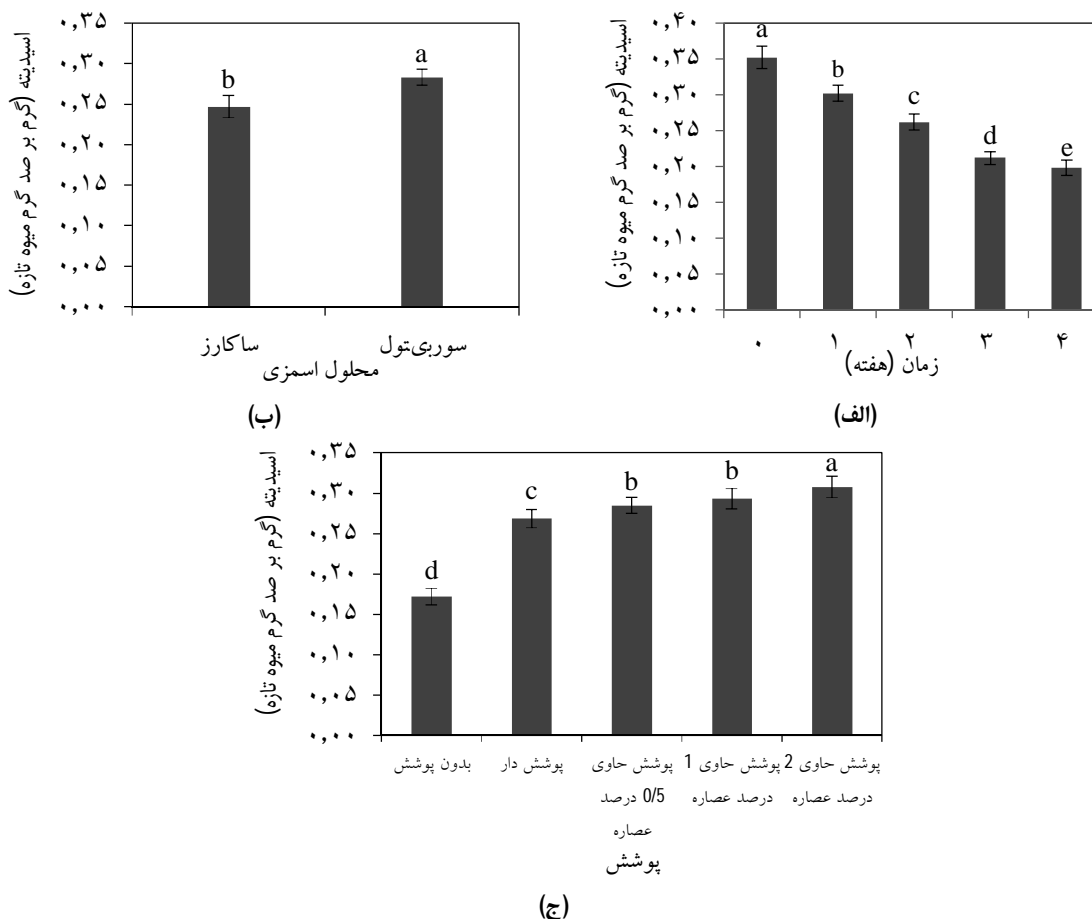 اسیدیته (گرم بر صد گرم میوه تازه)
۰٫۴۰
۰٫۳۵
۰٫۳۰
۰٫۲۵
۰٫۲۰
۰٫۱۵
۰٫۱۰
۰٫۰۵
۰٫۰۰
a
b
c
d
e
۰ ۱ ۲ ۳ ۴
زمان (هفته)
(الف)
اسیدیته (گرم بر صد گرم میوه تازه)
۰٫۳۵
۰٫۳۰
۰٫۲۵
۰٫۲۰
۰٫۱۵
۰٫۱۰
۰٫۰۵
۰٫۰۰
b
a
ساکارز
سوربیتول
محلول اسمزی
(ب)
اسیدیته (گرم بر صد گرم میوه تازه)
۰٫۳۵
۰٫۳۰
۰٫۲۵
۰٫۲۰
۰٫۱۵
۰٫۱۰
۰٫۰۵
۰٫۰۰
d
c
b
b
a
بدون پوشش
پوشش دار
پوشش حاوی
0/5 درصد
عصاره
پوشش حاوی 1
درصد عصاره
پوشش حاوی 2
درصد عصاره
پوشش
(ج)